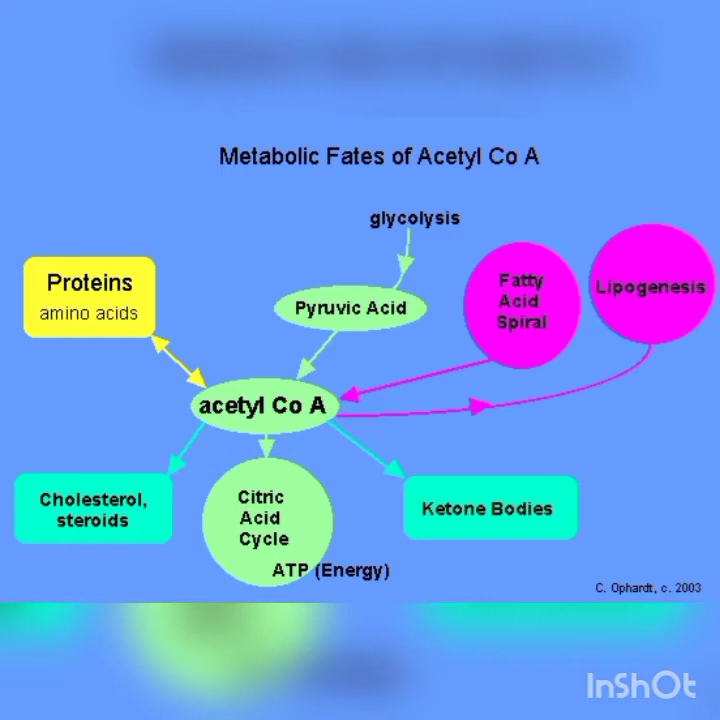 Metabolic Fates of Acetyl Co A
glycolysis
Proteins
amino acids
Pyruvic Acid
Fatty
Acid
Spiral
Lipogenesis
acetyl Co A
Cholesterol,
steroids
Citric
Acid
Cycle
ATP (Energy)
Ketone Bodies
C. Ophardt, c. 2003
InShOt